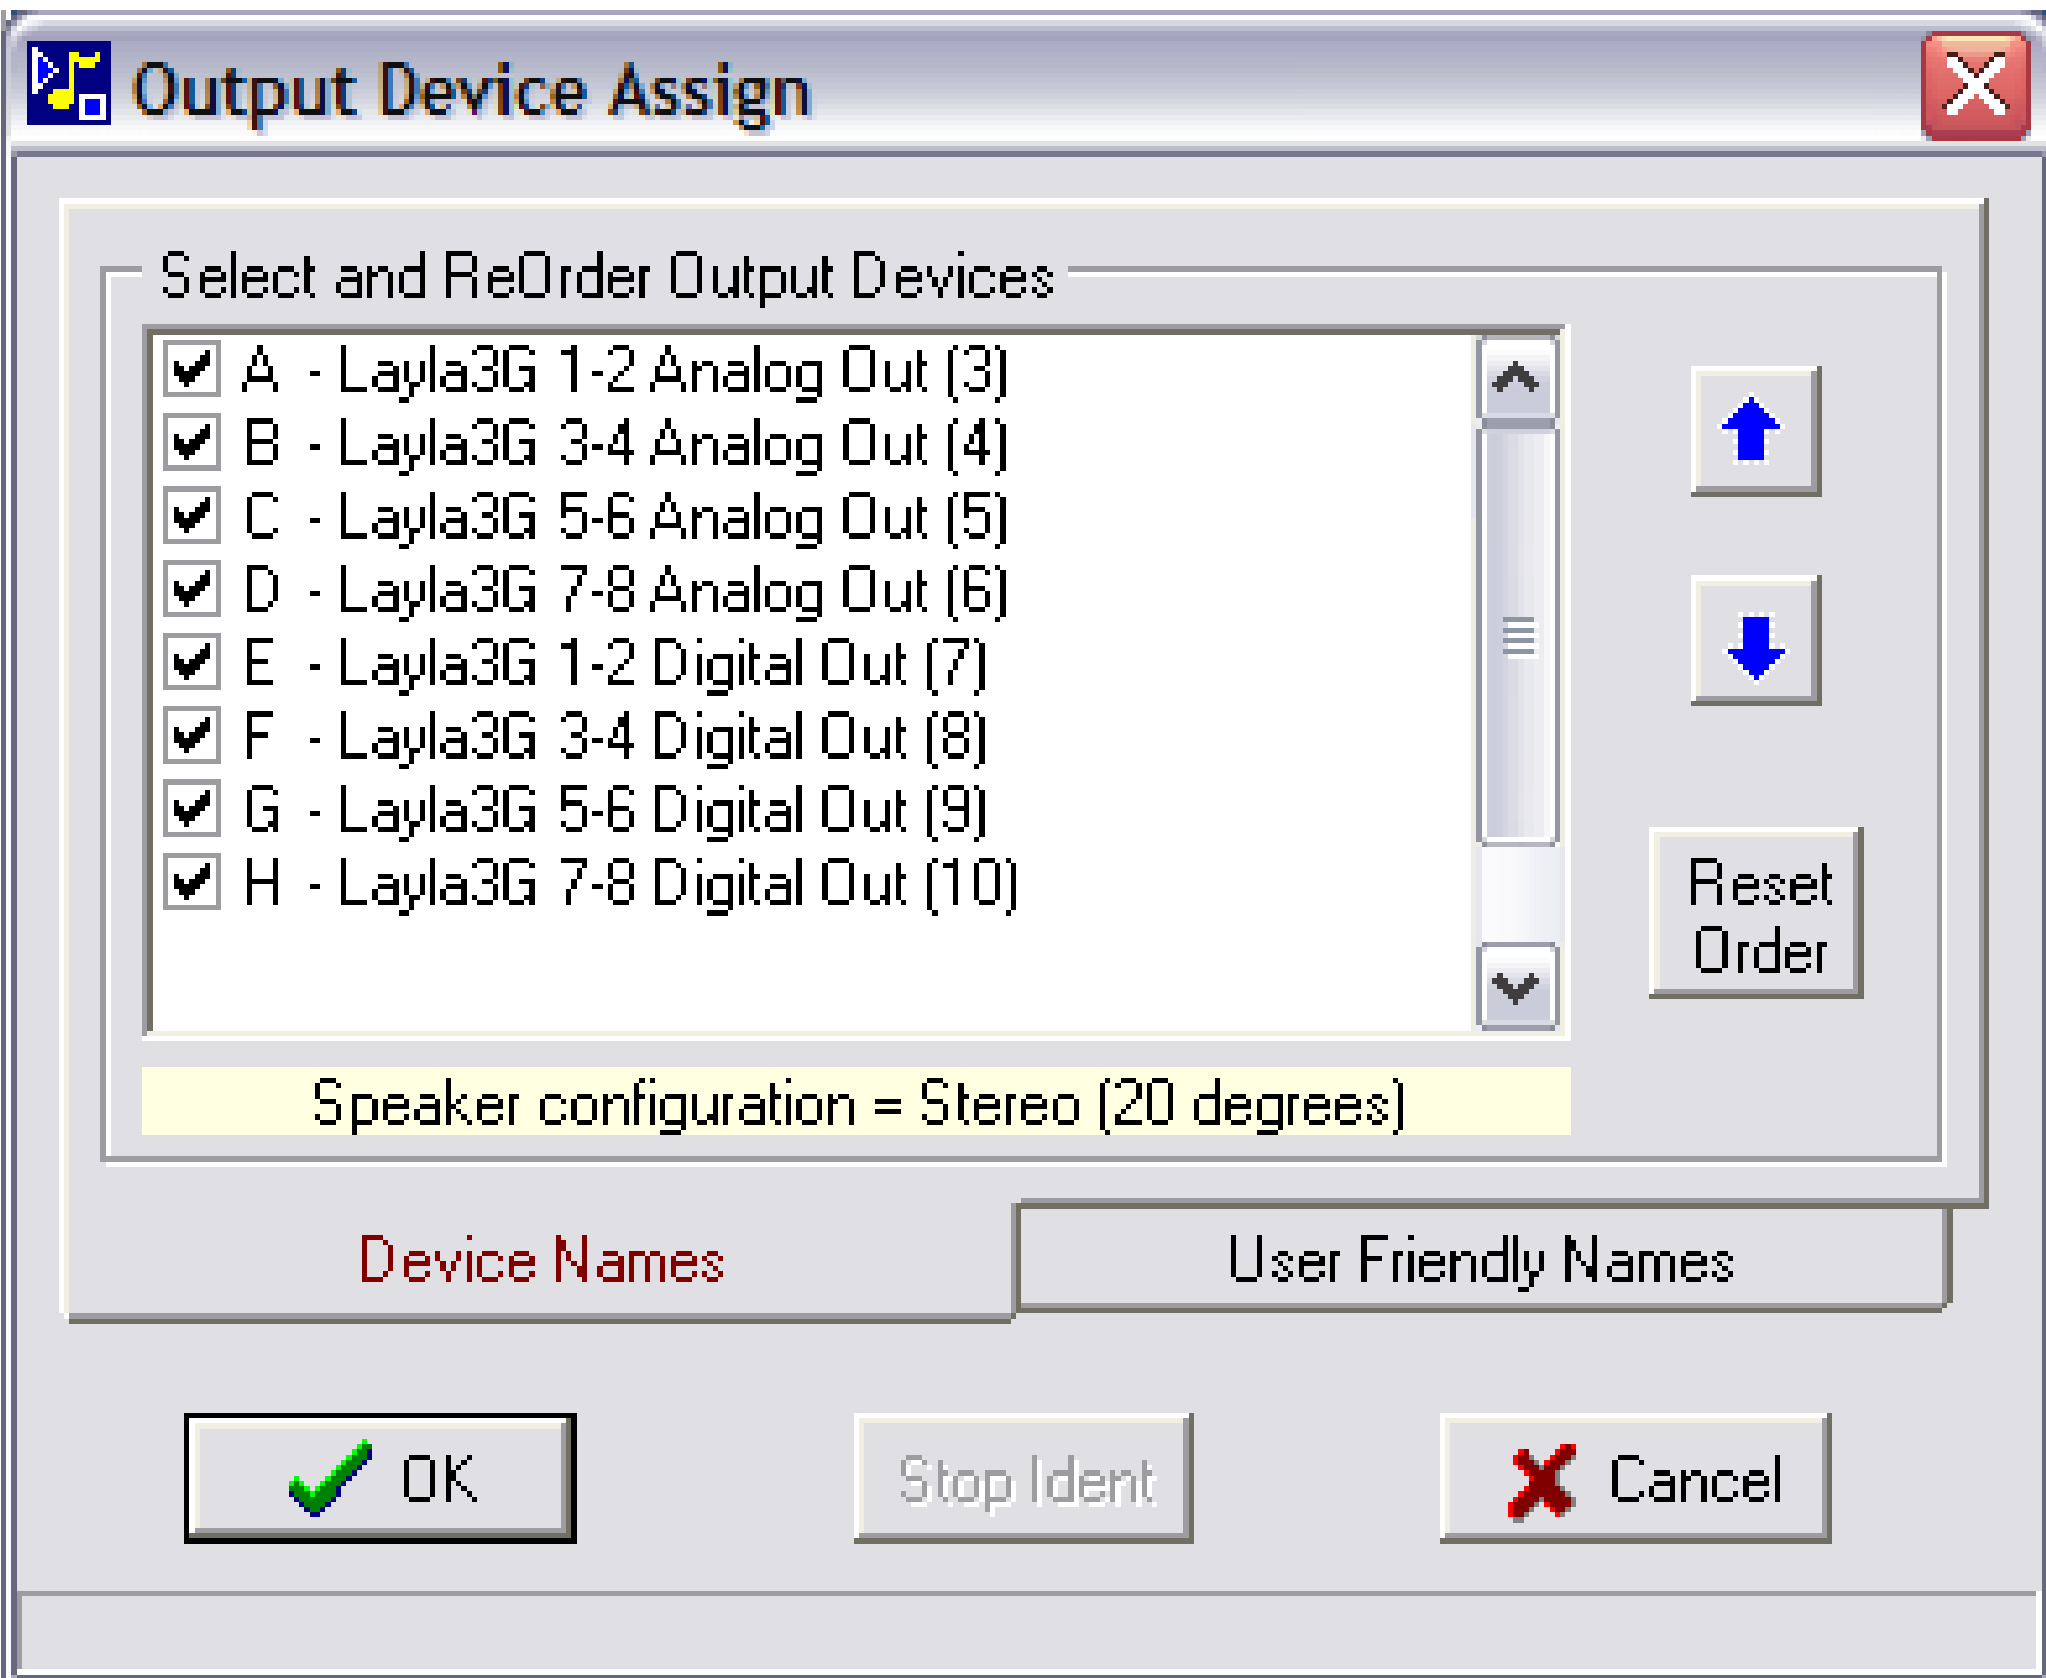 Output Device Assign
Select and ReOrder Output Devices
A - Layla3G 1-2 Analog Out (3)
B - Layla3G 3-4 Analog Out (4)
C - Layla3G 5-6 Analog Out (5)
D - Layla3G 7-8 Analog Out (6)
E - Layla3G 1-2 Digital Out (7)
F - Layla3G 3-4 Digital Out (8)
G - Layla3G 5-6 Digital Out (9)
H - Layla3G 7-8 Digital Out (10)
Reset
Order
Speaker configuration = Stereo (20 degrees)
Device Names
User Friendly Names
OK
Stop Ident
Cancel